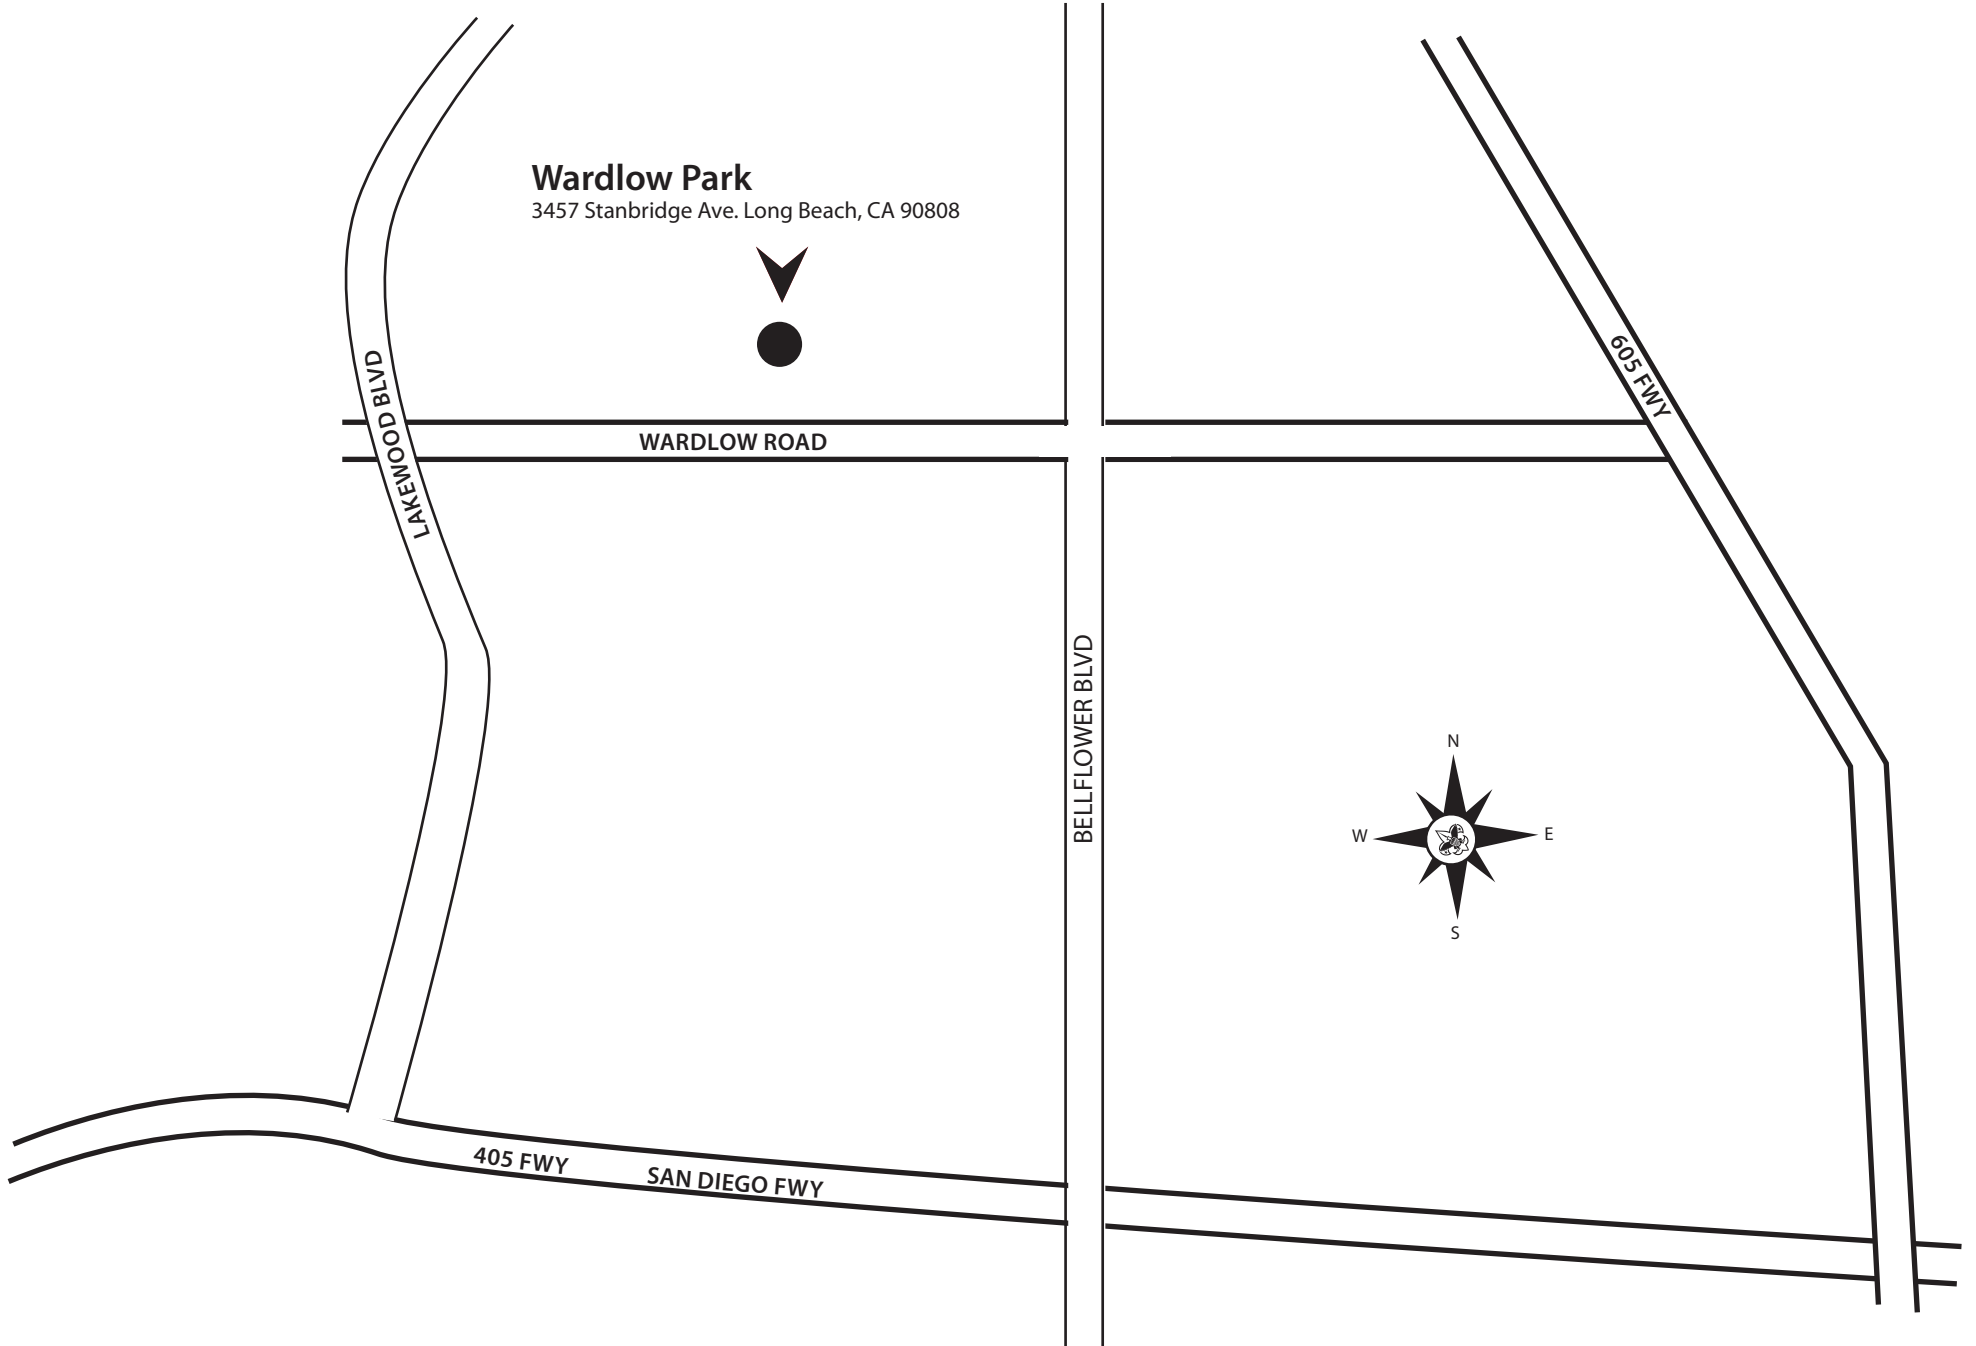 Wardlow Park
3457 Stanbridge Ave. Long Beach, CA 90808
LAKEWOOD BLVD
605 FWY
WARDLOW ROAD
BELLFLOWER BLVD
N
W
E
S
405 FWY
SAN DIEGO FWY